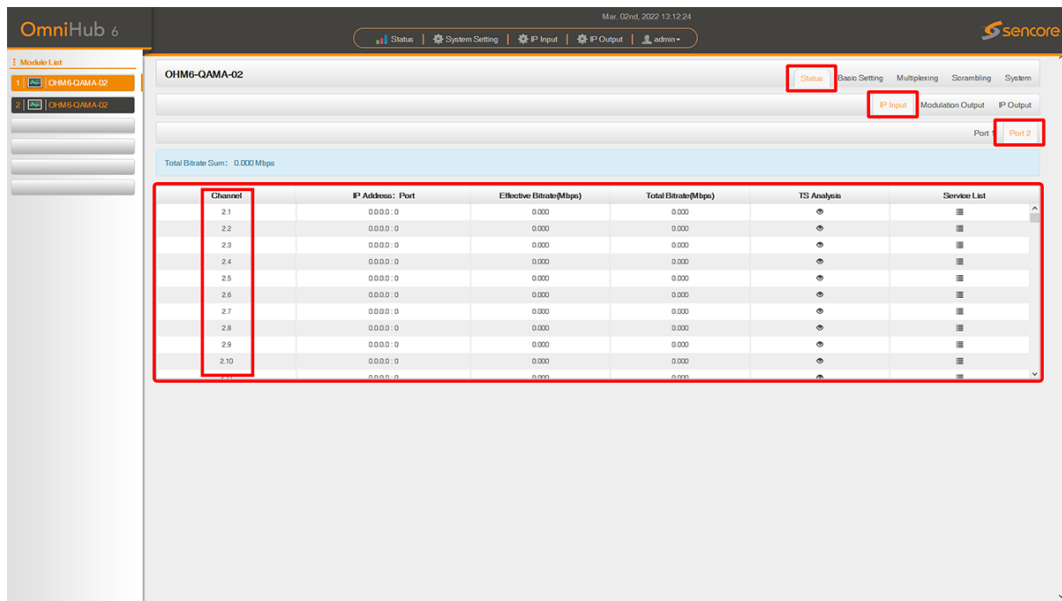 Mar. 02nd, 2022 13:12:24
OmniHub 6
Status | System Setting | IP Input | IP Output | admin
sencore
Module List
1 OHM6-QAMA-02
2 OHM6-QAMA-02
OHM6-QAMA-02
Status Basic Setting Multiplexing Scrambling System
IP Input Modulation Output IP Output
Port 1 Port 2
Total Bitrate Sum: 0.000 Mbps
Channel IP Address: Port Effective Bitrate(Mbps) Total Bitrate(Mbps) TS Analysis Service List
2.1 0.0.0.0 : 0 0.000 0.000
2.2 0.0.0.0 : 0 0.000 0.000
2.3 0.0.0.0 : 0 0.000 0.000
2.4 0.0.0.0 : 0 0.000 0.000
2.5 0.0.0.0 : 0 0.000 0.000
2.6 0.0.0.0 : 0 0.000 0.000
2.7 0.0.0.0 : 0 0.000 0.000
2.8 0.0.0.0 : 0 0.000 0.000
2.9 0.0.0.0 : 0 0.000 0.000
2.10 0.0.0.0 : 0 0.000 0.000